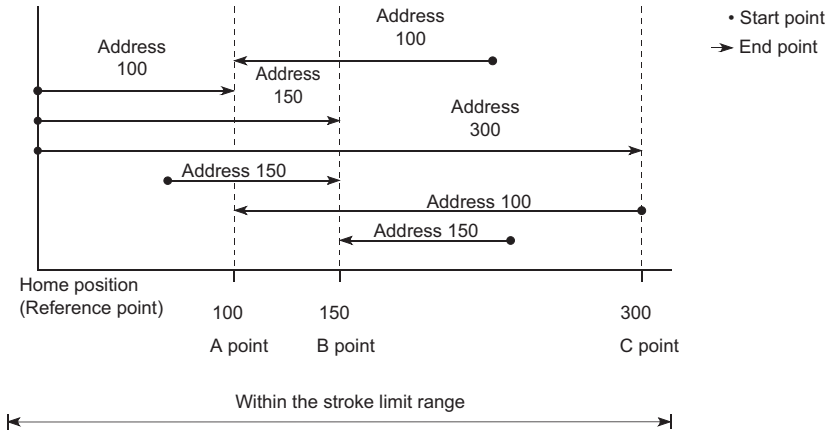 • Start point
End point
Address
100
Address
100
Address
150
Address
300
Address 150
Address 100
Address 150
Home position
(Reference point)
100
150
300
A point
B point
C point
Within the stroke limit range